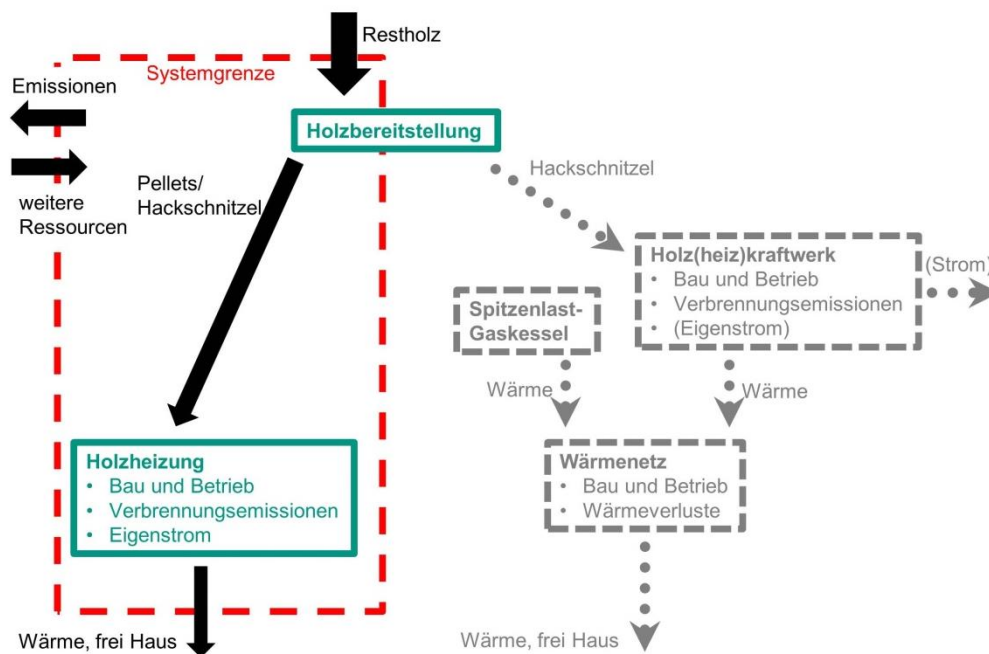 Restholz
Systemgrenze
Emissionen
Holzbereitstellung
Hackschnitzel
Pellets/
Hackschnitzel
weitere
Ressourcen
Holz(heiz)kraftwerk
• Bau und Betrieb
• Verbrennungsemissionen
• (Eigenstrom)
(Strom)
Spitzenlast-
Gaskessel
Wärme
Wärme
Holzheizung
• Bau und Betrieb
• Verbrennungsemissionen
• Eigenstrom
Wärmenetz
• Bau und Betrieb
• Wärmeverluste
Wärme, frei Haus
Wärme, frei Haus